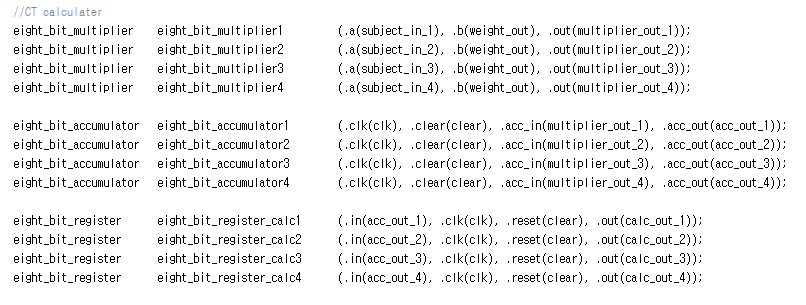 //CT calculater
eight_bit_multiplier eight_bit_multiplier1 (.a(subject_in_1), .b(weight_out), .out(multiplier_out_1));
eight_bit_multiplier eight_bit_multiplier2 (.a(subject_in_2), .b(weight_out), .out(multiplier_out_2));
eight_bit_multiplier eight_bit_multiplier3 (.a(subject_in_3), .b(weight_out), .out(multiplier_out_3));
eight_bit_multiplier eight_bit_multiplier4 (.a(subject_in_4), .b(weight_out), .out(multiplier_out_4));
eight_bit_accumulator eight_bit_accumulator1 (.clk(clk), .clear(clear), .acc_in(multiplier_out_1), .acc_out(acc_out_1));
eight_bit_accumulator eight_bit_accumulator2 (.clk(clk), .clear(clear), .acc_in(multiplier_out_2), .acc_out(acc_out_2));
eight_bit_accumulator eight_bit_accumulator3 (.clk(clk), .clear(clear), .acc_in(multiplier_out_3), .acc_out(acc_out_3));
eight_bit_accumulator eight_bit_accumulator4 (.clk(clk), .clear(clear), .acc_in(multiplier_out_4), .acc_out(acc_out_4));
eight_bit_register eight_bit_register_calc1 (.in(acc_out_1), .clk(clk), .reset(clear), .out(calc_out_1));
eight_bit_register eight_bit_register_calc2 (.in(acc_out_2), .clk(clk), .reset(clear), .out(calc_out_2));
eight_bit_register eight_bit_register_calc3 (.in(acc_out_3), .clk(clk), .reset(clear), .out(calc_out_3));
eight_bit_register eight_bit_register_calc4 (.in(acc_out_4), .clk(clk), .reset(clear), .out(calc_out_4));